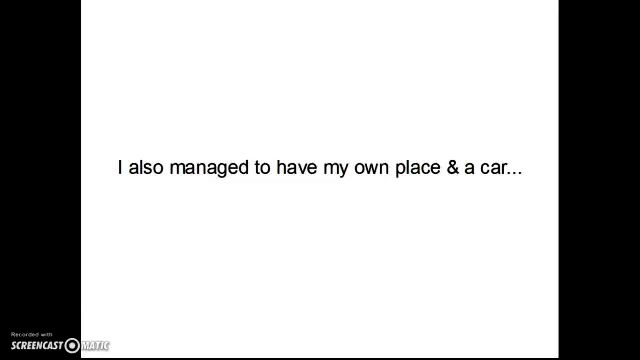 I also managed to have my own place & a car...
Recorded with
SCREENCAST MATIC